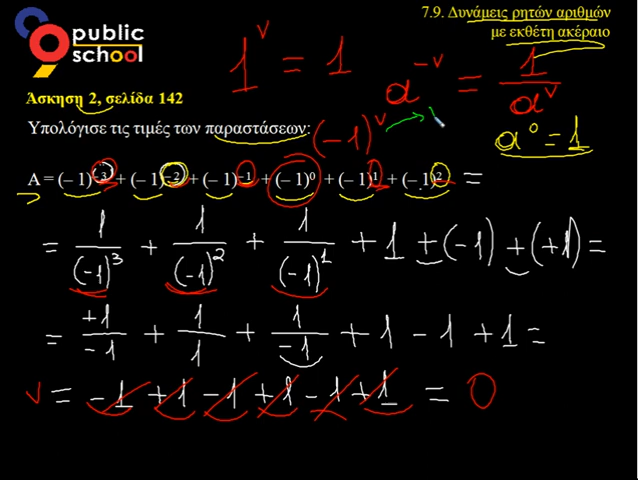 public
school
7.9. Δυνάμεις ρητών αριθμών
με εκθέτη ακέραιο
1^ν = 1
α^-ν = 1/α^ν
Άσκηση 2, σελίδα 142
Υπολόγισε τις τιμές των παραστάσεων:
(-1)^ν
α^0 = 1
Α = (– 1)^-3 + (– 1)^-2 + (– 1)^-1 + (– 1)^0 + (– 1)^1 + (– 1)^2 =
= 1/(-1)^3 + 1/(-1)^2 + 1/(-1)^1 + 1 + (-1) + (+1) =
= +1/-1 + 1/1 + 1/-1 + 1 - 1 + 1 =
ν = -1 + 1 - 1 + 1 - 1 + 1 = 0